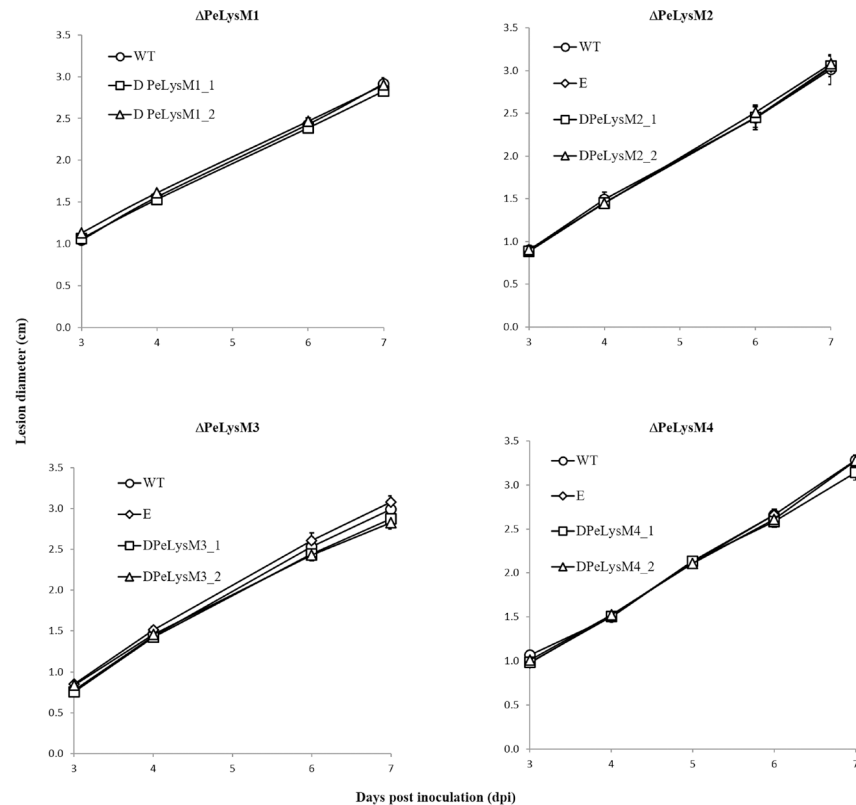 ΔPeLysM1
WT
D PeLysM1_1
D PeLysM1_2
3.5
3.0
2.5
2.0
1.5
1.0
0.5
0.0
3 4 5 6 7
ΔPeLysM2
WT
E
DPeLysM2_1
DPeLysM2_2
3.5
3.0
2.5
2.0
1.5
1.0
0.5
0.0
3 4 5 6 7
Lesion diameter (cm)
ΔPeLysM3
WT
E
DPeLysM3_1
DPeLysM3_2
3.5
3.0
2.5
2.0
1.5
1.0
0.5
0.0
3 4 5 6 7
ΔPeLysM4
WT
E
DPeLysM4_1
DPeLysM4_2
3.5
3.0
2.5
2.0
1.5
1.0
0.5
0.0
3 4 5 6 7
Days post inoculation (dpi)